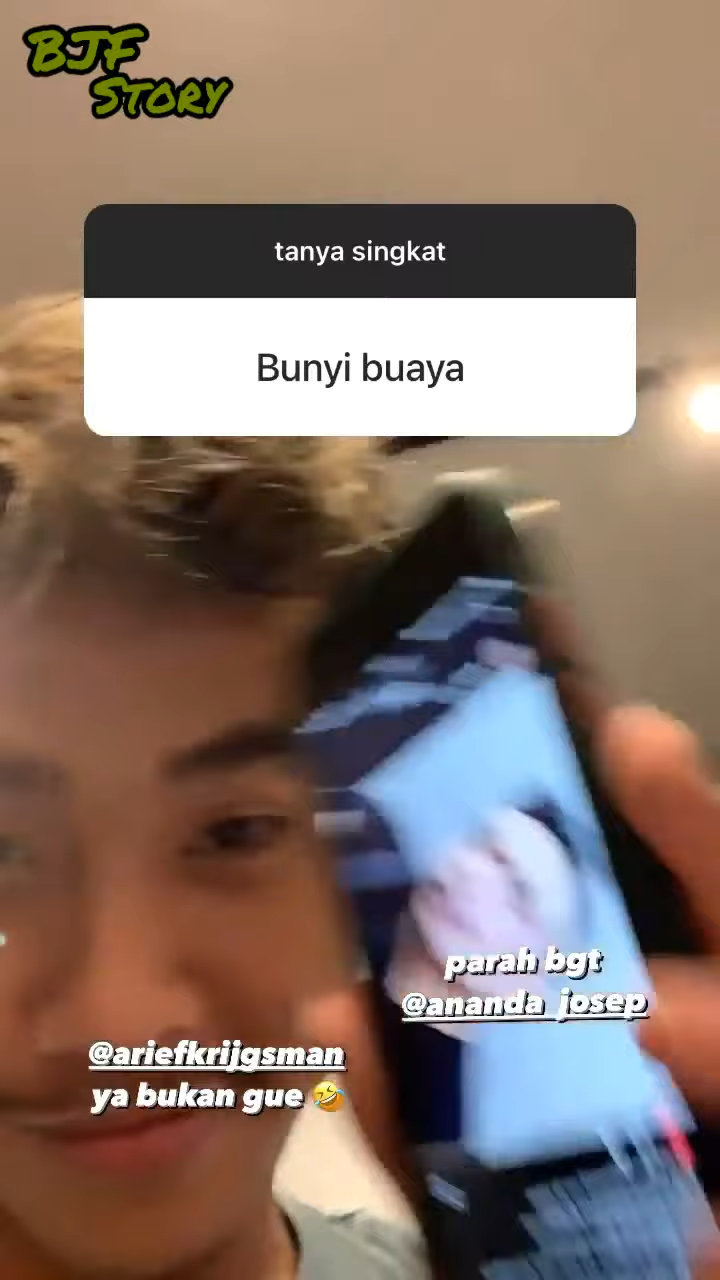 BJF
STORY
tanya singkat
Bunyi buaya
parah bgt
@ananda_josep
@ariefkrijgsman
ya bukan gue 🤣